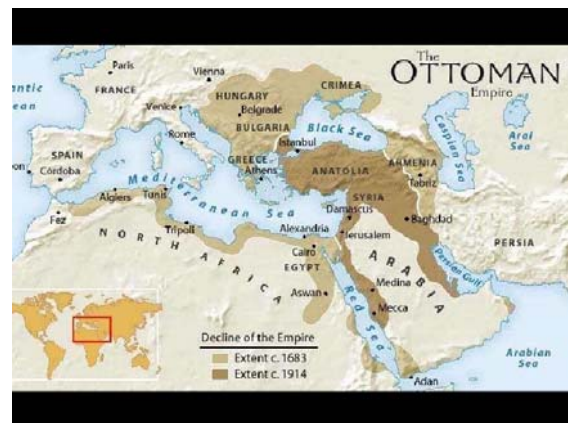 The
OTTOMAN
Empire
Paris
Vienna
FRANCE
HUNGARY
CRIMEA
antic
ean
Venice
Belgrade
BULGARIA
Black Sea
Caspian Sea
Aral
Sea
Rome
Istanbul
SPAIN
GREECE
ARMENIA
on
Córdoba
Athens
ANATOLIA
Tabriz
Mediterranean Sea
SYRIA
Algiers
Tunis
Damascus
Baghdad
Fez
Tripoli
Alexandria
Jerusalem
PERSIA
NORTH AFRICA
Cairo
EGYPT
Persian Gulf
ARABIA
Medina
Aswan
Red Sea
Mecca
Decline of the Empire
Extent c. 1683
Extent c. 1914
Arabian
Sea
Adan